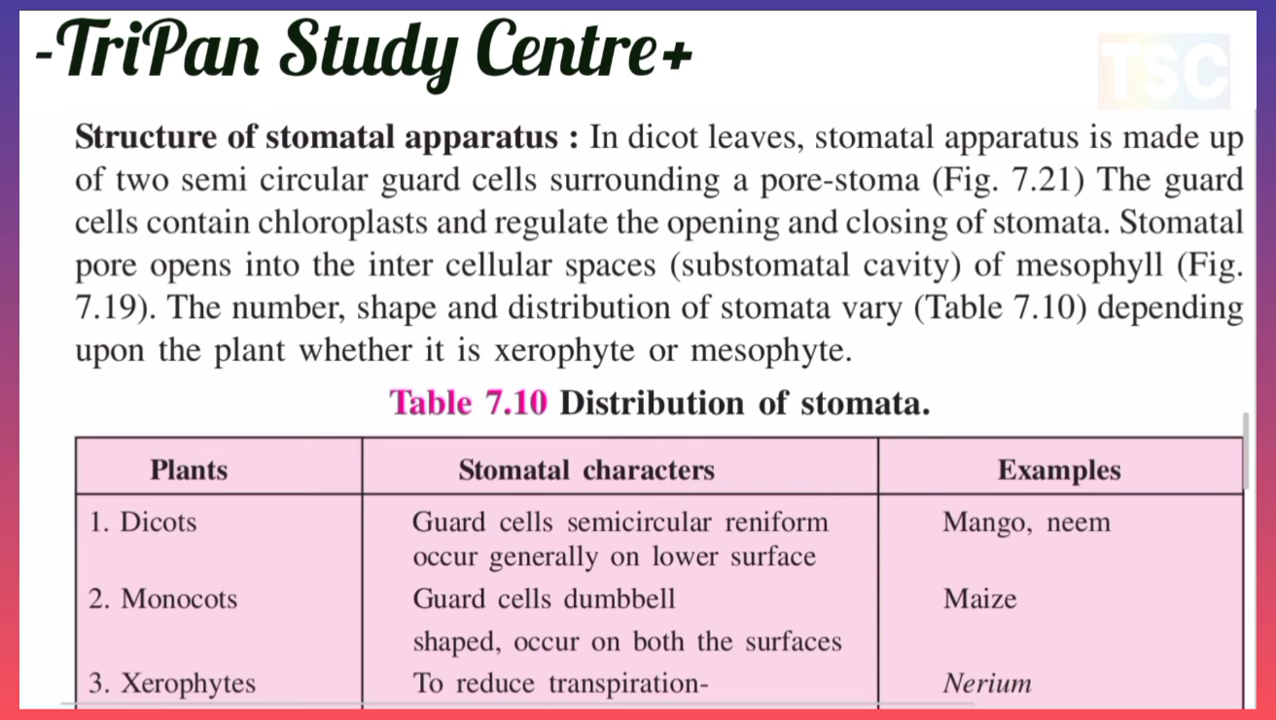 -TriPan Study Centre+
TSC
Structure of stomatal apparatus : In dicot leaves, stomatal apparatus is made up
of two semi circular guard cells surrounding a pore-stoma (Fig. 7.21) The guard
cells contain chloroplasts and regulate the opening and closing of stomata. Stomatal
pore opens into the inter cellular spaces (substomatal cavity) of mesophyll (Fig.
7.19). The number, shape and distribution of stomata vary (Table 7.10) depending
upon the plant whether it is xerophyte or mesophyte.
Table 7.10 Distribution of stomata.
Plants Stomatal characters Examples
1. Dicots Guard cells semicircular reniform Mango, neem
occur generally on lower surface
2. Monocots Guard cells dumbbell Maize
shaped, occur on both the surfaces
3. Xerophytes To reduce transpiration- Nerium